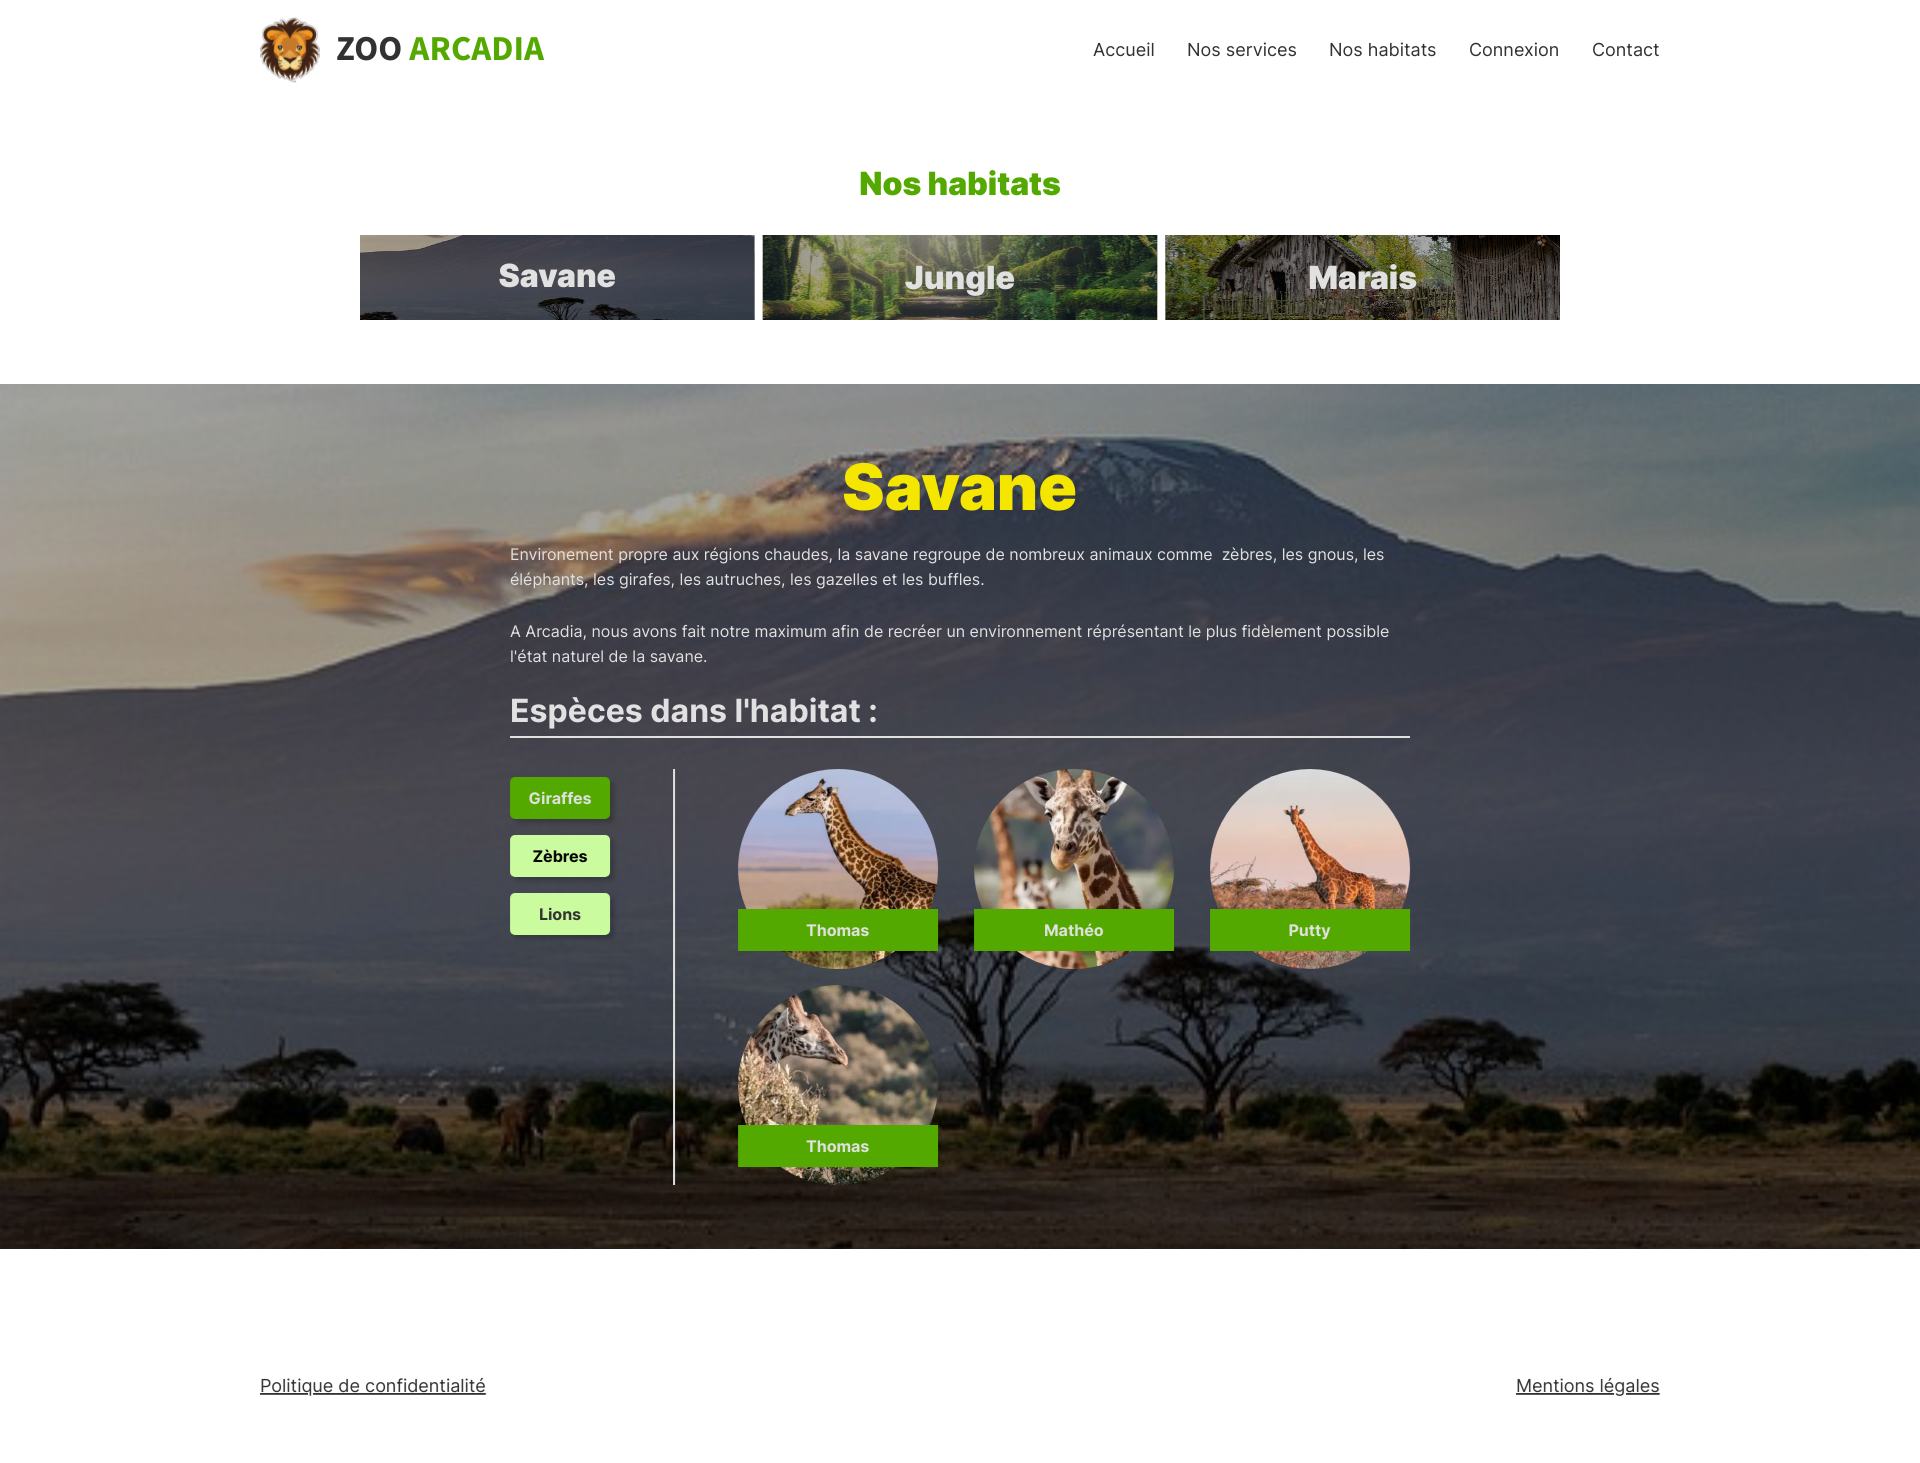 ZOO ARCADIA
Accueil Nos services Nos habitats Connexion Contact
Nos habitats
Savane Jungle Marais
Savane
Environement propre aux régions chaudes, la savane regroupe de nombreux animaux comme  zèbres, les gnous, les
éléphants, les girafes, les autruches, les gazelles et les buffles.
A Arcadia, nous avons fait notre maximum afin de recréer un environnement réprésentant le plus fidèlement possible
l'état naturel de la savane.
Espèces dans l'habitat :
Giraffes
Zèbres
Lions
Thomas Mathéo Putty
Thomas
Politique de confidentialité Mentions légales